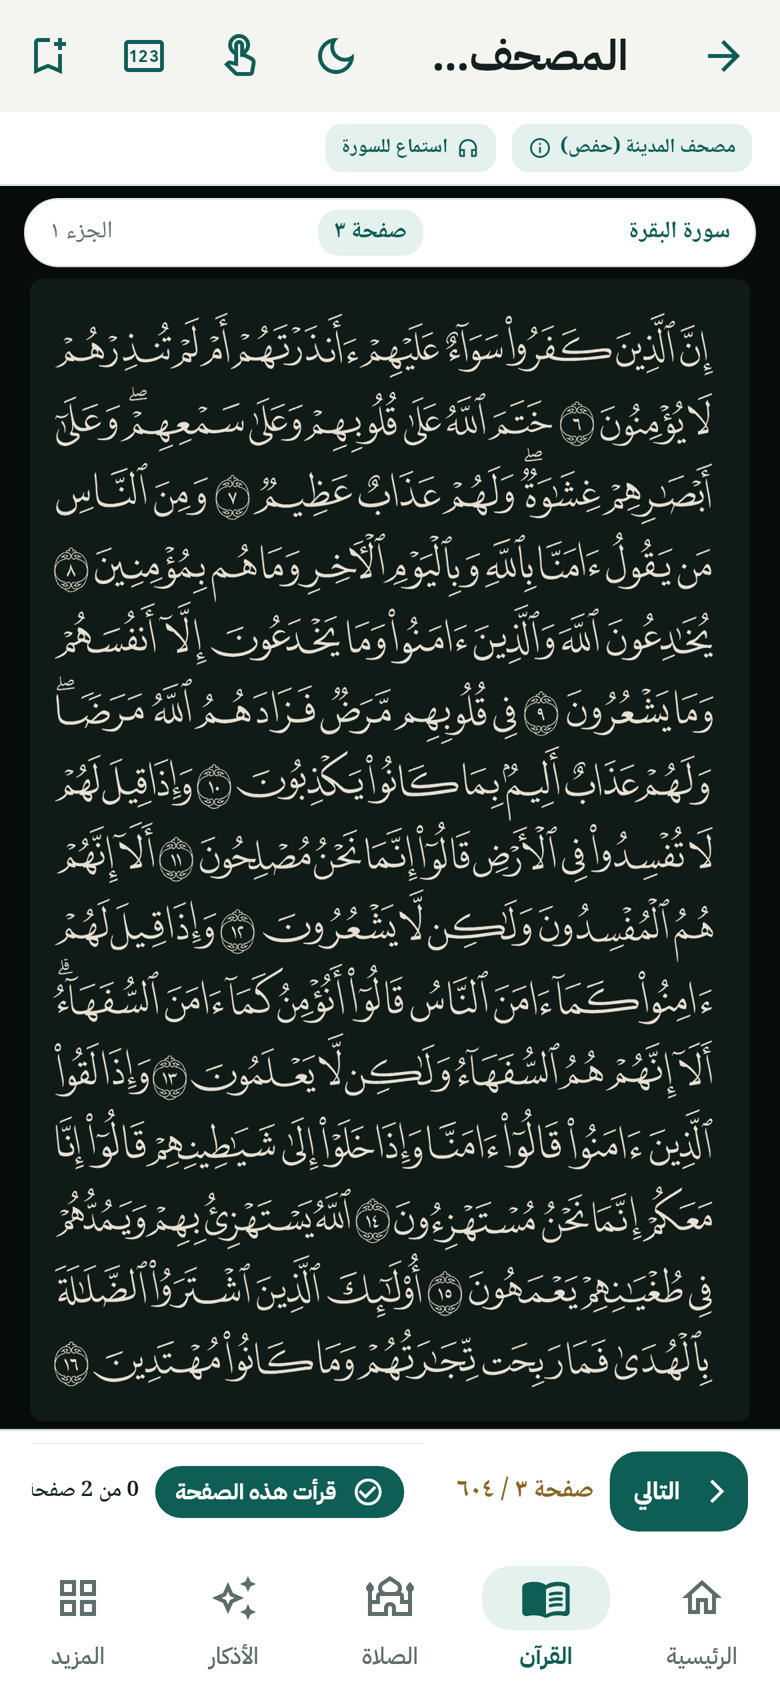 المصحف...
123
مصحف المدينة (حفص)
استماع للسورة
سورة البقرة
صفحة ٣
الجزء ١
إِنَّ ٱلَّذِينَ كَفَرُوا۟ سَوَآءٌ عَلَيْهِمْ ءَأَنذَرْتَهُمْ أَمْ لَمْ تُنذِرْهُمْ
لَا يُؤْمِنُونَ ٦ خَتَمَ ٱللَّهُ عَلَىٰ قُلُوبِهِمْ وَعَلَىٰ سَمْعِهِمْ ۖ وَعَلَىٰٓ
أَبْصَـٰرِهِمْ غِشَـٰوَةٌ ۖ وَلَهُمْ عَذَابٌ عَظِيمٌ ٧ وَمِنَ ٱلنَّاسِ
مَن يَقُولُ ءَامَنَّا بِٱللَّهِ وَبِٱلْيَوْمِ ٱلْـَٔاخِرِ وَمَا هُم بِمُؤْمِنِينَ ٨
يُخَـٰدِعُونَ ٱللَّهَ وَٱلَّذِينَ ءَامَنُوا۟ وَمَا يَخْدَعُونَ إِلَّآ أَنفُسَهُمْ
وَمَا يَشْعُرُونَ ٩ فِى قُلُوبِهِم مَّرَضٌ فَزَادَهُمُ ٱللَّهُ مَرَضًا ۖ
وَلَهُمْ عَذَابٌ أَلِيمٌۢ بِمَا كَانُوا۟ يَكْذِبُونَ ١٠ وَإِذَا قِيلَ لَهُمْ
لَا تُفْسِدُوا۟ فِى ٱلْأَرْضِ قَالُوٓا۟ إِنَّمَا نَحْنُ مُصْلِحُونَ ١١ أَلَآ إِنَّهُمْ
هُمُ ٱلْمُفْسِدُونَ وَلَـٰكِن لَّا يَشْعُرُونَ ١٢ وَإِذَا قِيلَ لَهُمْ
ءَامِنُوا۟ كَمَآ ءَامَنَ ٱلنَّاسُ قَالُوٓا۟ أَنُؤْمِنُ كَمَآ ءَامَنَ ٱلسُّفَهَآءُ ۗ
أَلَآ إِنَّهُمْ هُمُ ٱلسُّفَهَآءُ وَلَـٰكِن لَّا يَعْلَمُونَ ١٣ وَإِذَا لَقُوا۟
ٱلَّذِينَ ءَامَنُوا۟ قَالُوٓا۟ ءَامَنَّا وَإِذَا خَلَوْا۟ إِلَىٰ شَيَـٰطِينِهِمْ قَالُوٓا۟ إِنَّا
مَعَكُمْ إِنَّمَا نَحْنُ مُسْتَهْزِءُونَ ١٤ ٱللَّهُ يَسْتَهْزِئُ بِهِمْ وَيَمُدُّهُمْ
فِى طُغْيَـٰنِهِمْ يَعْمَهُونَ ١٥ أُو۟لَـٰٓئِكَ ٱلَّذِينَ ٱشْتَرَوُا۟ ٱلضَّلَـٰلَةَ
بِٱلْهُدَىٰ فَمَا رَبِحَت تِّجَـٰرَتُهُمْ وَمَا كَانُوا۟ مُهْتَدِينَ ١٦
التالي
صفحة ٣ / ٦٠٤
قرأت هذه الصفحة
0 من 2 صفحا
الرئيسية
القرآن
الصلاة
الأذكار
المزيد